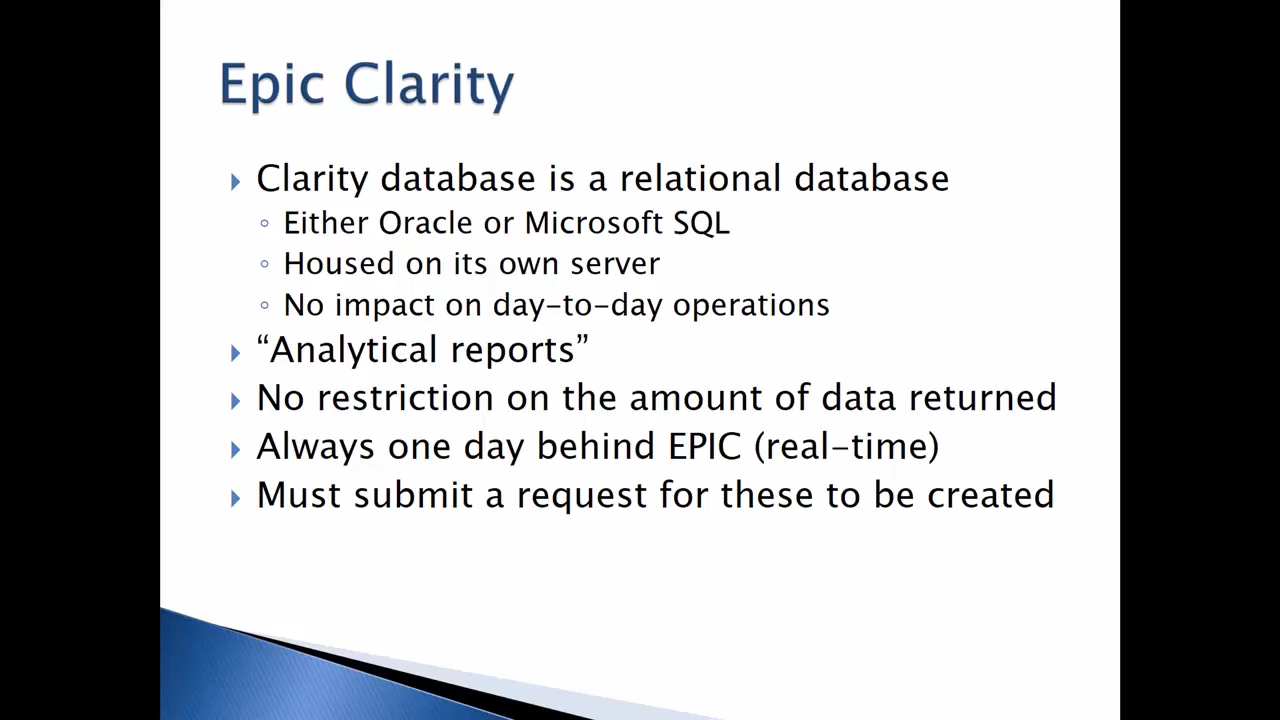 Epic Clarity
Clarity database is a relational database
Either Oracle or Microsoft SQL
Housed on its own server
No impact on day-to-day operations
“Analytical reports”
No restriction on the amount of data returned
Always one day behind EPIC (real-time)
Must submit a request for these to be created